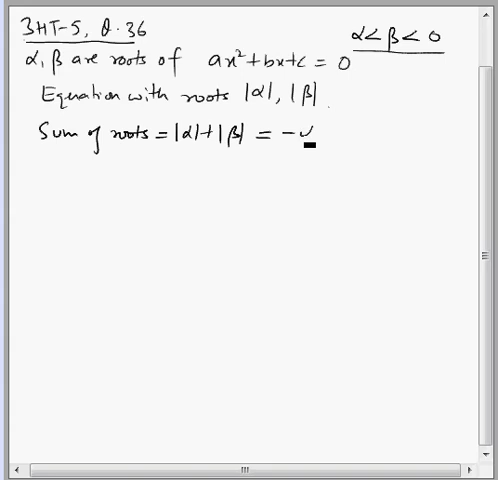 3HT-5, Q.36
α < β < 0
α, β are roots of ax² + bx + c = 0
Equation with roots |α|, |β|.
Sum of roots = |α| + |β| = -